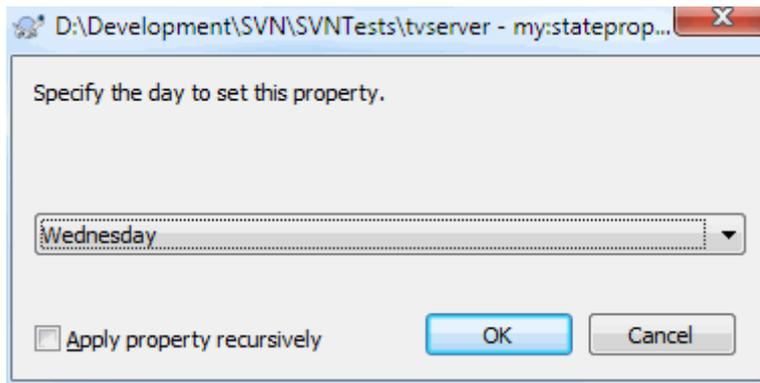 D:\Development\SVN\SVNTests\tvserver - my:stateprop...
Specify the day to set this property.
Wednesday
Apply property recursively
OK
Cancel